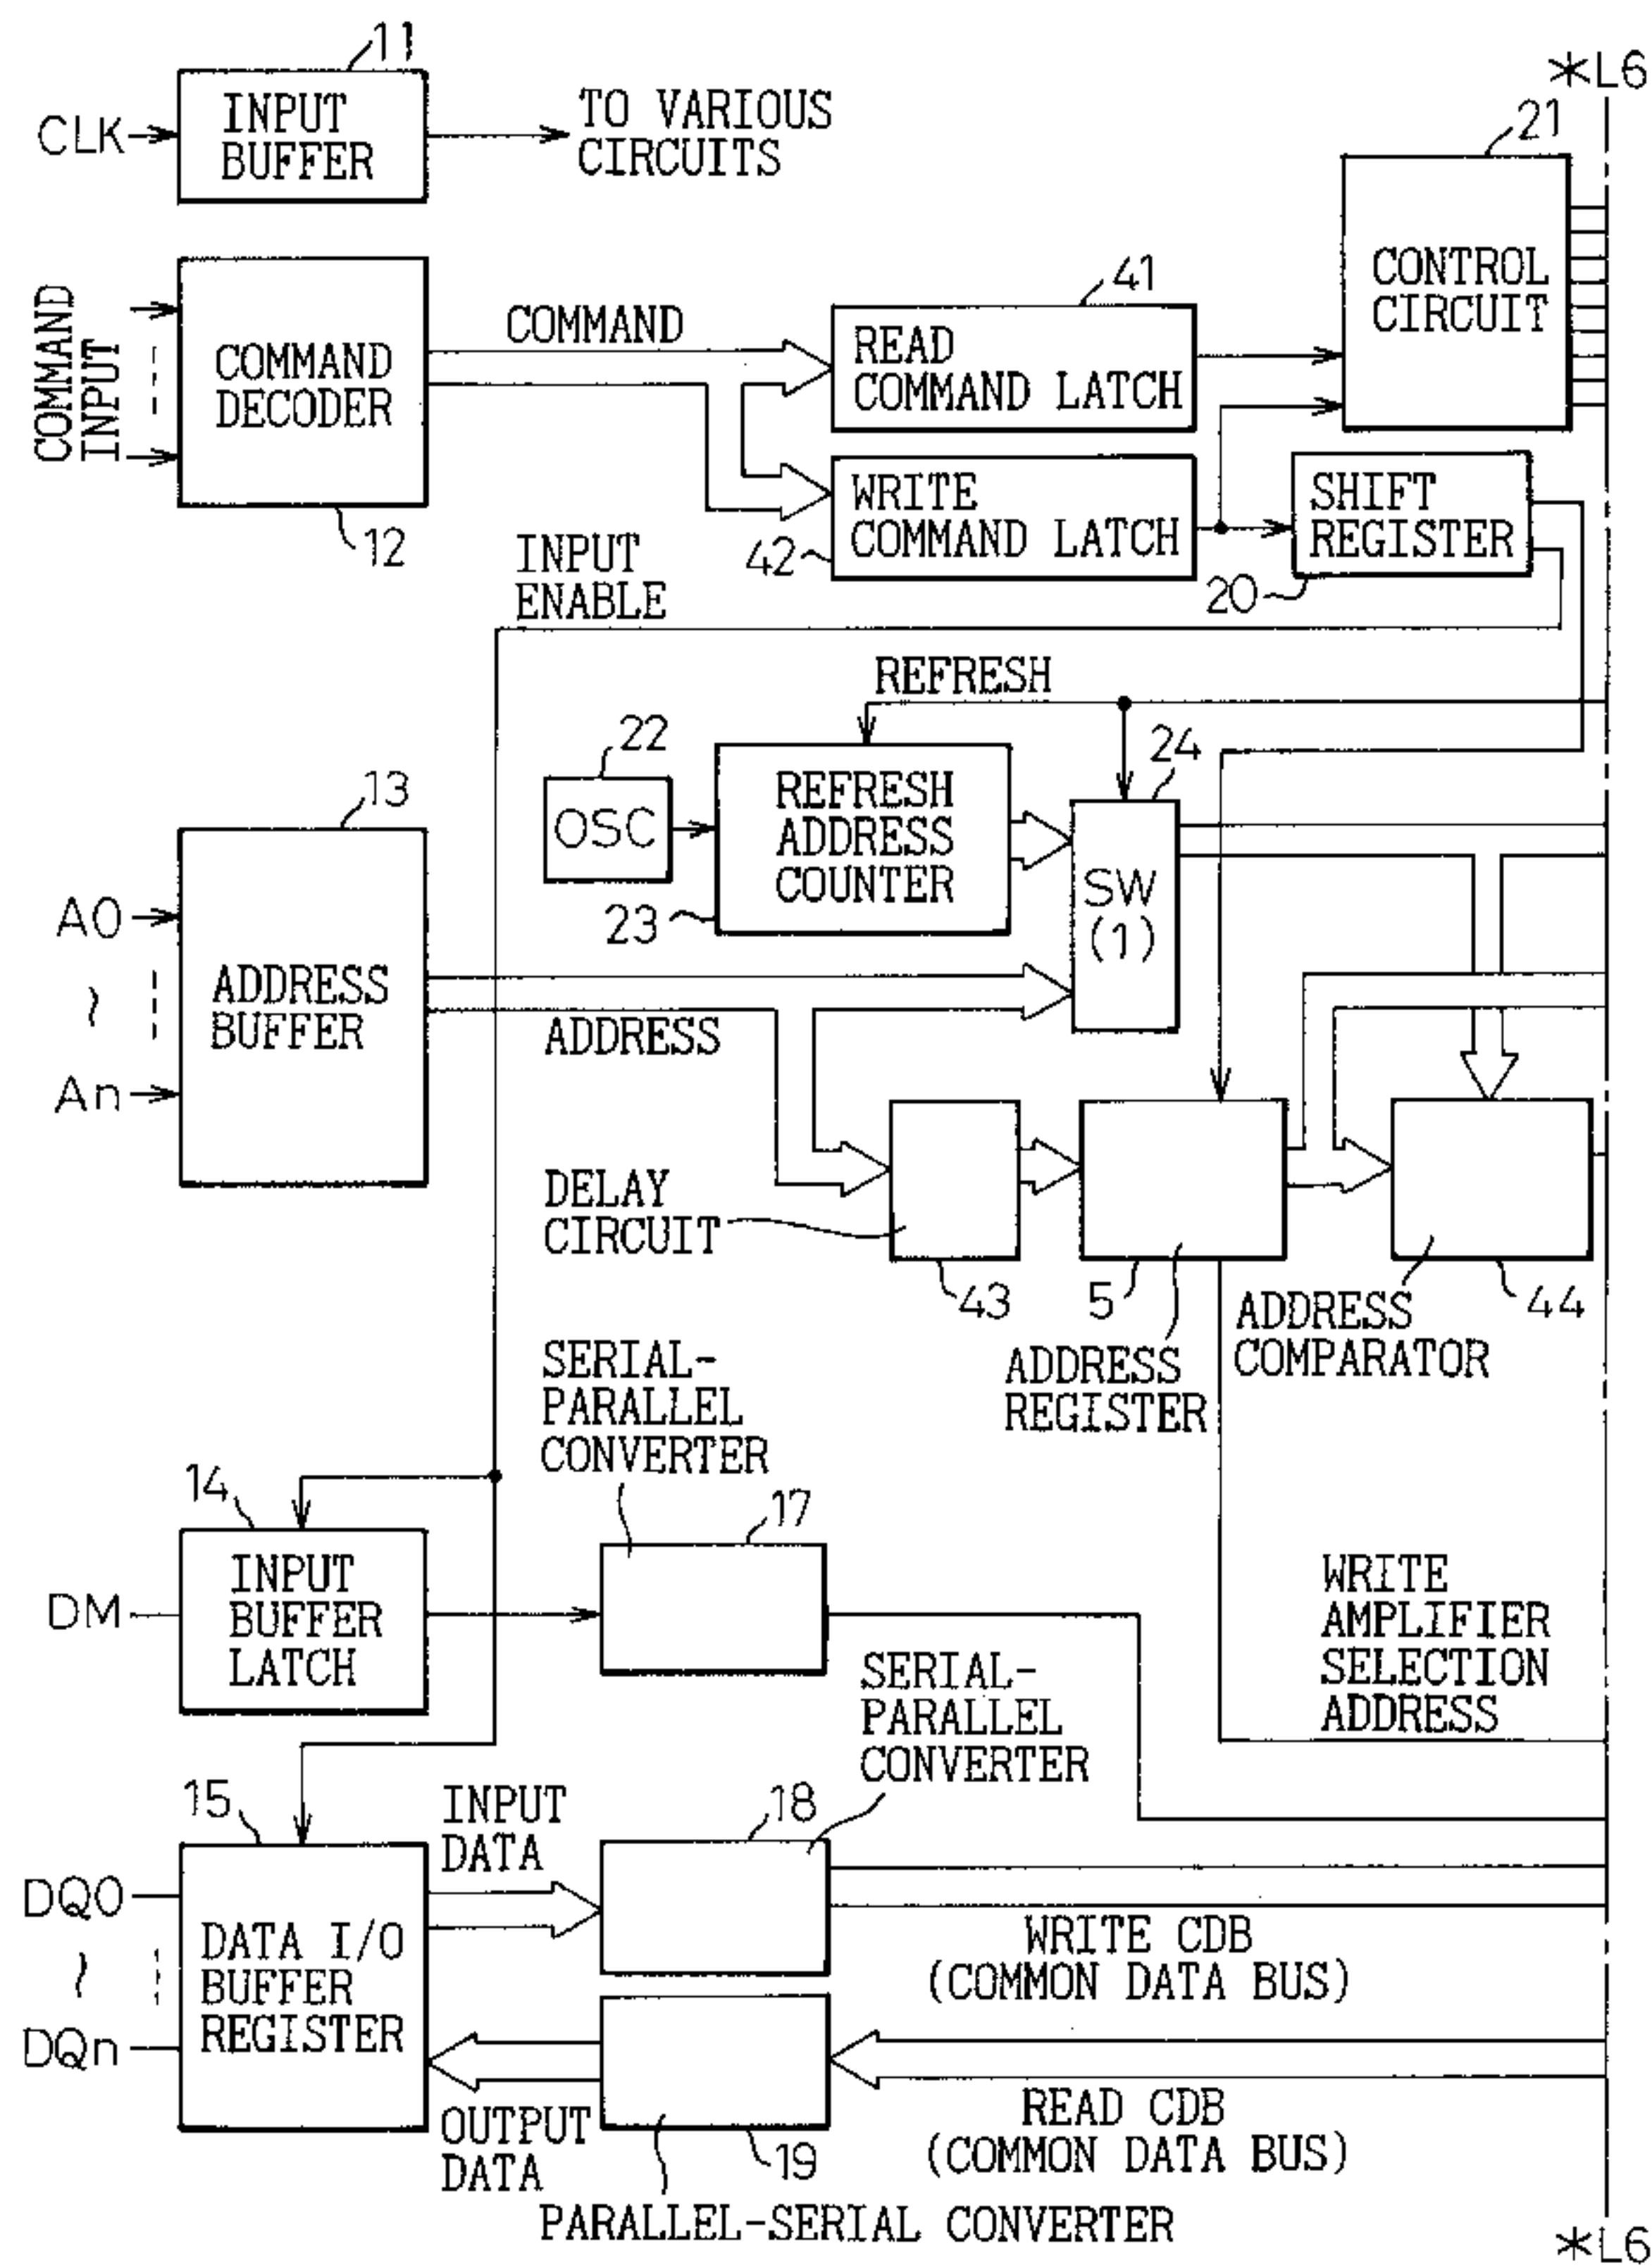 *L6
11
CLK
INPUT
BUFFER
TO VARIOUS
CIRCUITS
21
CONTROL
CIRCUIT
COMMAND
INPUT
COMMAND
DECODER
12
COMMAND
41
READ
COMMAND LATCH
WRITE
COMMAND LATCH
42
SHIFT
REGISTER
20
INPUT
ENABLE
REFRESH
22
OSC
REFRESH
ADDRESS
COUNTER
23
24
SW
(1)
13
A0
~
An
ADDRESS
BUFFER
ADDRESS
DELAY
CIRCUIT
43
5
ADDRESS
REGISTER
44
ADDRESS
COMPARATOR
SERIAL-
PARALLEL
CONVERTER
14
DM
INPUT
BUFFER
LATCH
17
WRITE
AMPLIFIER
SELECTION
ADDRESS
SERIAL-
PARALLEL
CONVERTER
15
DQ0
~
DQn
DATA I/O
BUFFER
REGISTER
INPUT
DATA
18
WRITE CDB
(COMMON DATA BUS)
OUTPUT
DATA
19
READ CDB
(COMMON DATA BUS)
PARALLEL-SERIAL CONVERTER
*L6